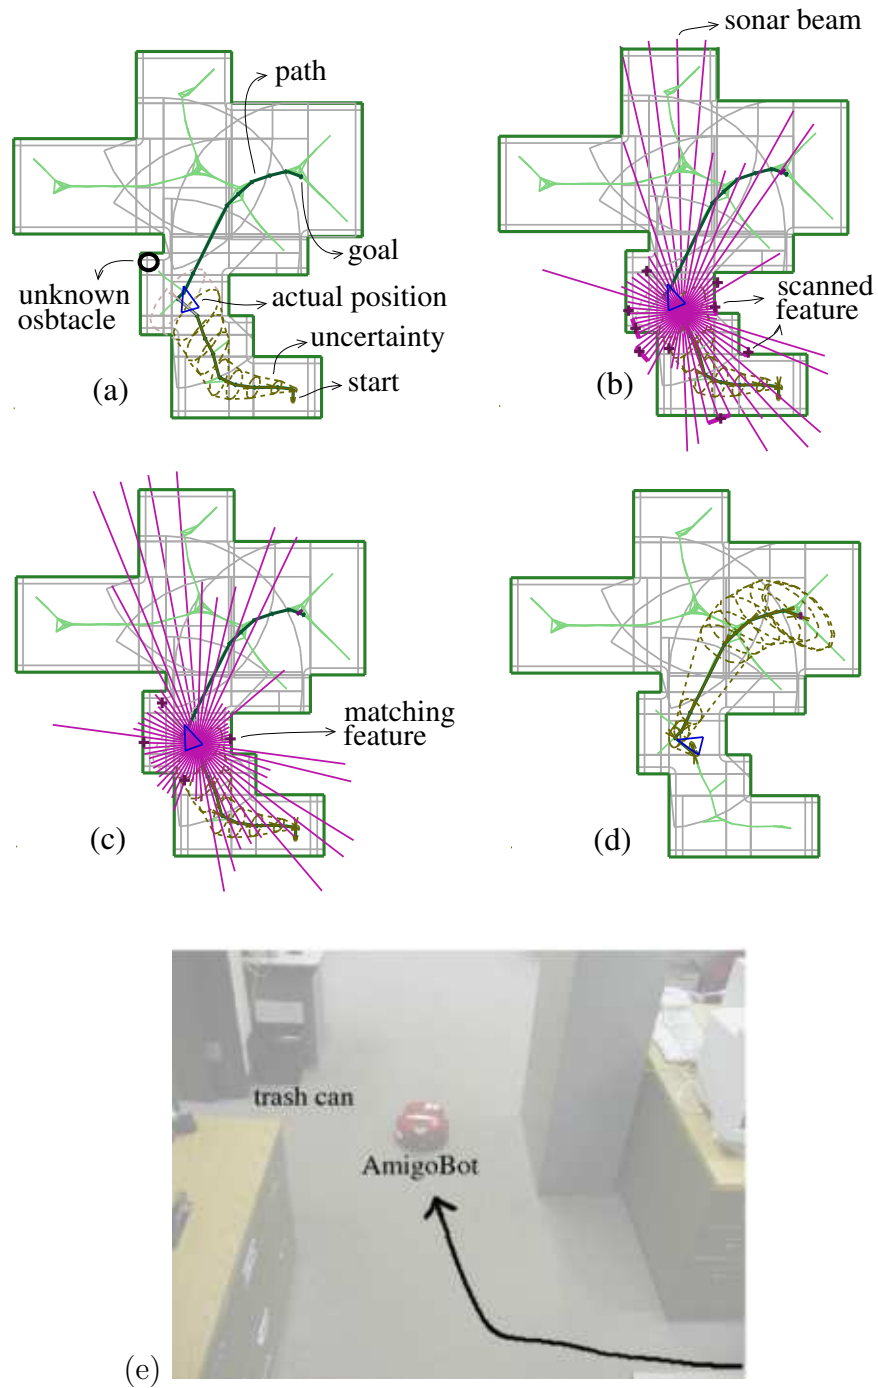 sonar beam
path
goal
unknown
osbtacle
actual position
uncertainty
start
(a)
scanned
feature
(b)
matching
feature
(c)
(d)
trash can
AmigoBot
(e)